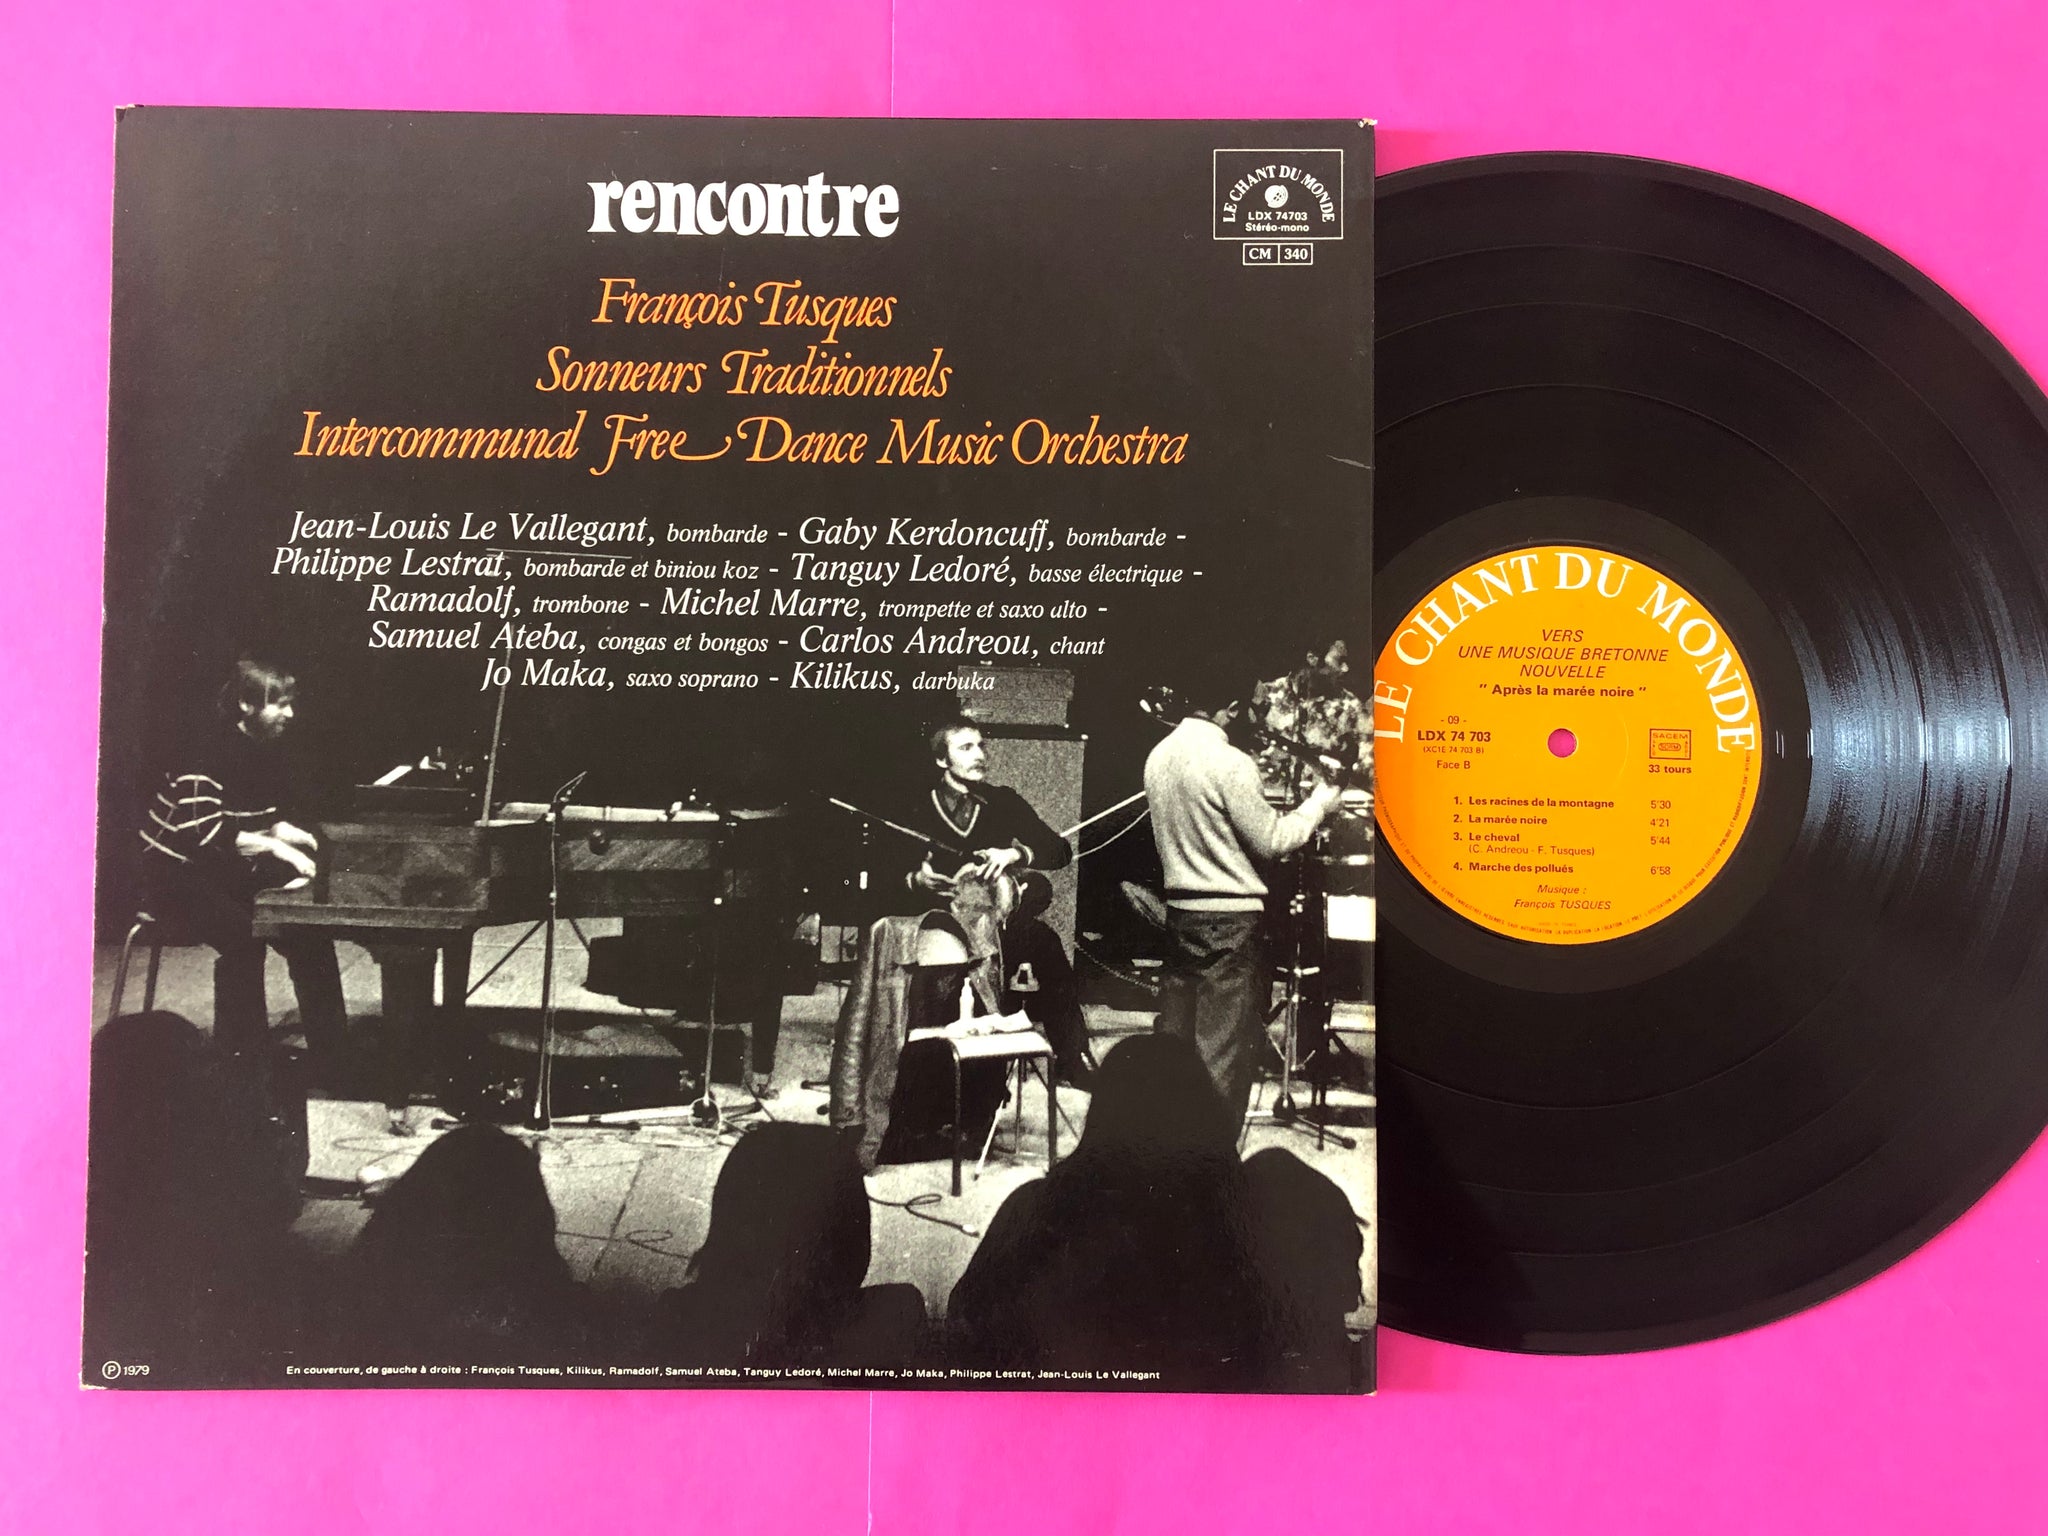 rencontre
LE CHANT DU MONDE
LDX 74703
Stéréo-mono
CM 340
François Tusques
Sonneurs Traditionnels
Intercommunal Free Dance Music Orchestra
Jean-Louis Le Vallegant, bombarde - Gaby Kerdoncuff, bombarde -
Philippe Lestrat, bombarde et biniou koz - Tanguy Ledoré, basse électrique -
Ramadolf, trombone - Michel Marre, trompette et saxo alto -
Samuel Ateba, congas et bongos - Carlos Andreou, chant
Jo Maka, saxo soprano - Kilikus, darbuka
Ⓟ 1979
En couverture, de gauche à droite : François Tusques, Kilikus, Ramadolf, Samuel Ateba, Tanguy Ledoré, Michel Marre, Jo Maka, Philippe Lestrat, Jean-Louis Le Vallegant
LE CHANT DU MONDE
VERS
UNE MUSIQUE BRETONNE
NOUVELLE
" Après la marée noire "
- 09 -
LDX 74 703
(XC1E 74 703 B)
Face B
SACEM
33 tours
1. Les racines de la montagne 5'30
2. La marée noire 4'21
3. Le cheval 5'44
(C. Andreou - F. Tusques)
4. Marche des pollués 6'58
Musique :
François TUSQUES